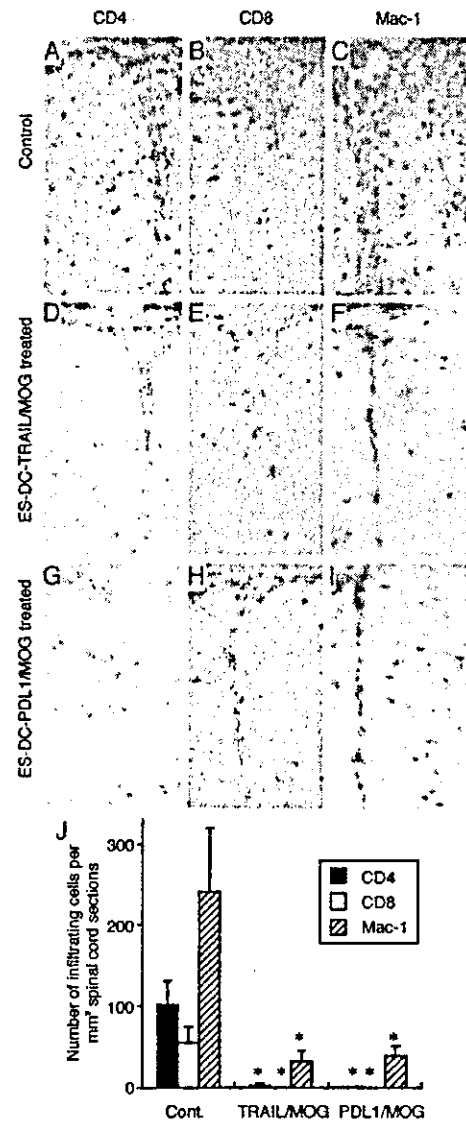 CD4 CD8 Mac-1
Control
A B C
ES-DC-TRAIL/MOG treated
D E F
ES-DC-PDL1/MOG treated
G H I
J
Number of infiltrating cells per
mm² spinal cord sections
300
200
100
0
CD4
CD8
Mac-1
* * *
* * *
Cont. TRAIL/MOG PDL1/MOG